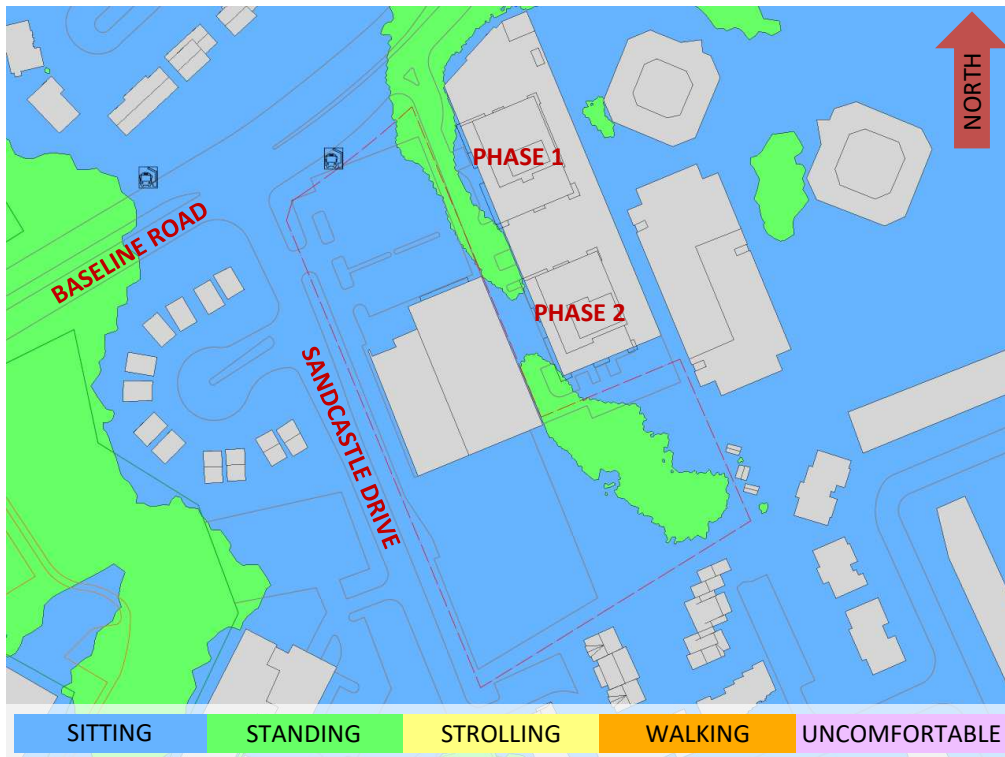 NORTH
PHASE 1
BASELINE ROAD
PHASE 2
SANDCASTLE DRIVE
SITTING
STANDING
STROLLING
WALKING
UNCOMFORTABLE